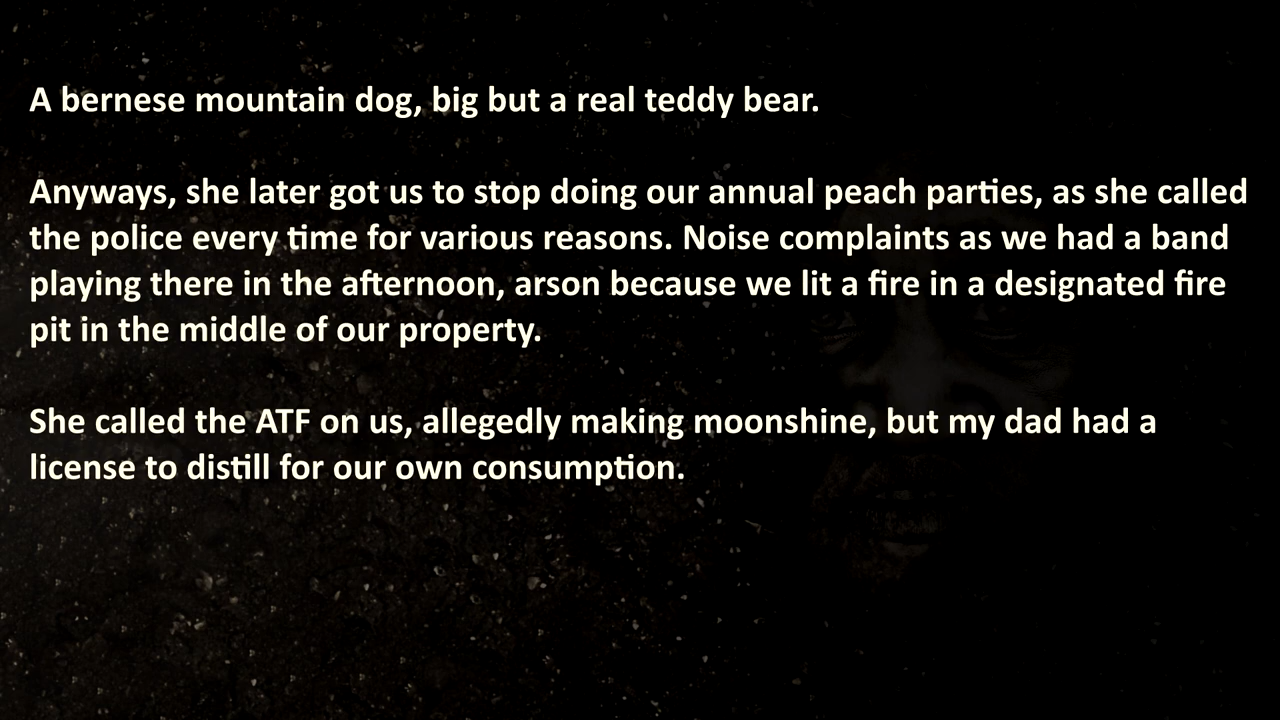 A bernese mountain dog, big but a real teddy bear.
Anyways, she later got us to stop doing our annual peach parties, as she called
the police every time for various reasons. Noise complaints as we had a band
playing there in the afternoon, arson because we lit a fire in a designated fire
pit in the middle of our property.
She called the ATF on us, allegedly making moonshine, but my dad had a
license to distill for our own consumption.